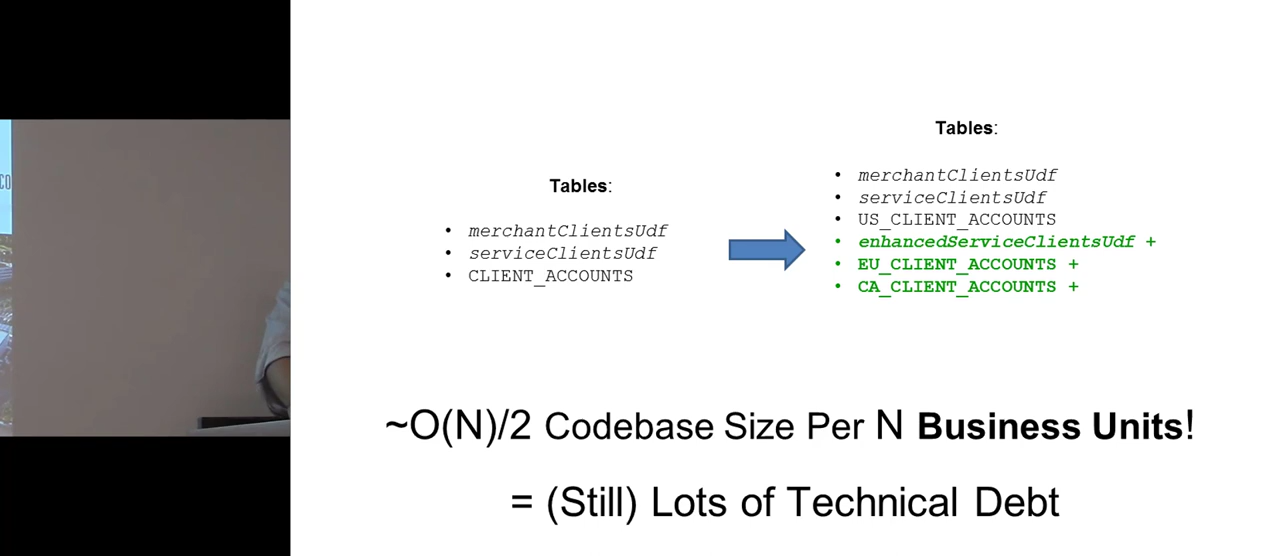 Tables:
• merchantClientsUdf
• serviceClientsUdf
• CLIENT_ACCOUNTS
Tables:
• merchantClientsUdf
• serviceClientsUdf
• US_CLIENT_ACCOUNTS
• enhancedServiceClientsUdf +
• EU_CLIENT_ACCOUNTS +
• CA_CLIENT_ACCOUNTS +
~O(N)/2 Codebase Size Per N Business Units!
= (Still) Lots of Technical Debt